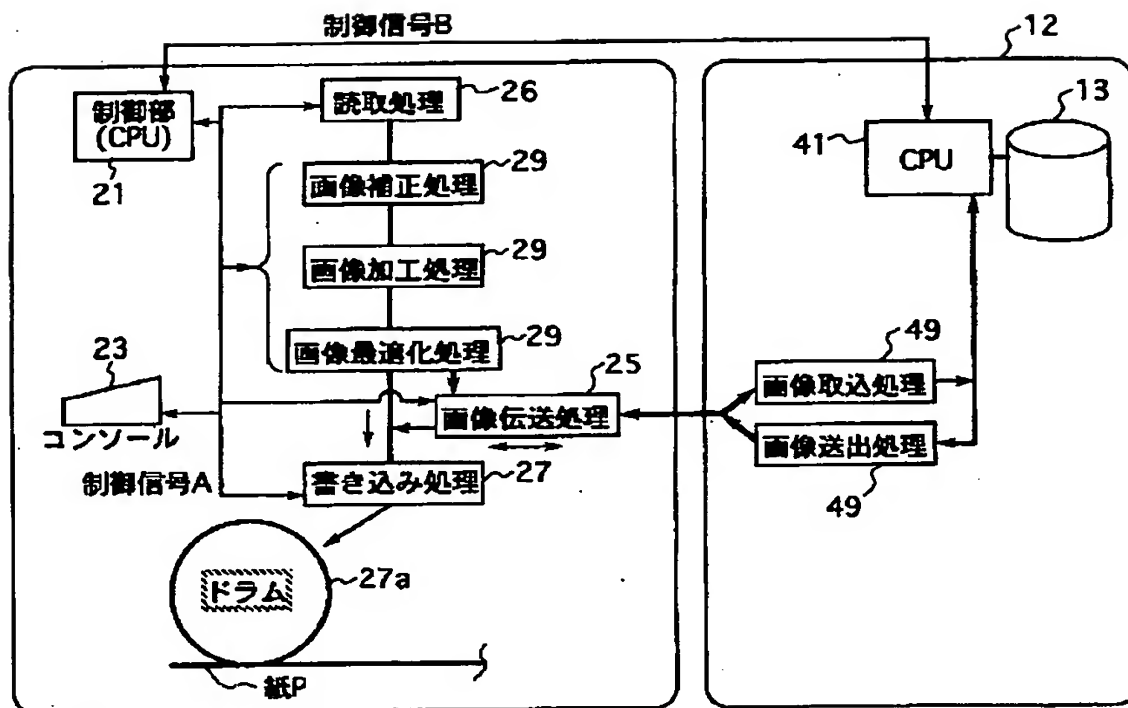 制御信号B
12
制御部
(CPU)
21
読取処理
26
41
CPU
13
画像補正処理
29
画像加工処理
29
画像最適化処理
29
23
コンソール
25
画像伝送処理
49
画像取込処理
画像送出処理
49
制御信号A
書き込み処理
27
ドラム
27a
紙P